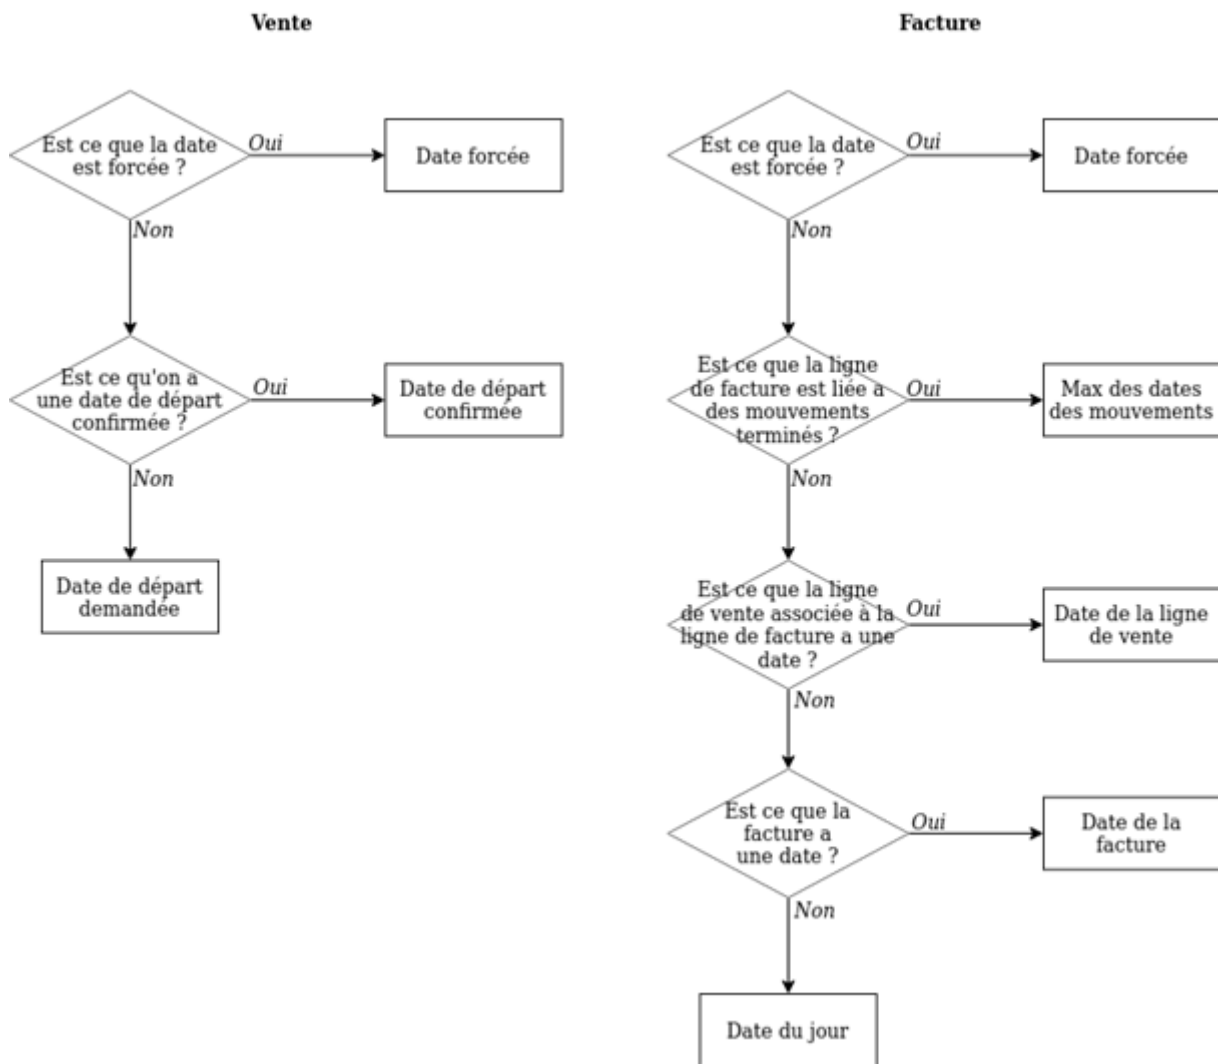 Vente
Est ce que la date
est forcée ?
Oui
Date forcée
Non
Est ce qu'on a
une date de départ
confirmée ?
Oui
Date de départ
confirmée
Non
Date de départ
demandée
Facture
Est ce que la date
est forcée ?
Oui
Date forcée
Non
Est ce que la ligne
de facture est liée a
des mouvements
terminés ?
Oui
Max des dates
des mouvements
Non
Est ce que la ligne
de vente associée à la
ligne de facture a une
date ?
Oui
Date de la ligne
de vente
Non
Est ce que la
facture a
une date ?
Oui
Date de la
facture
Non
Date du jour